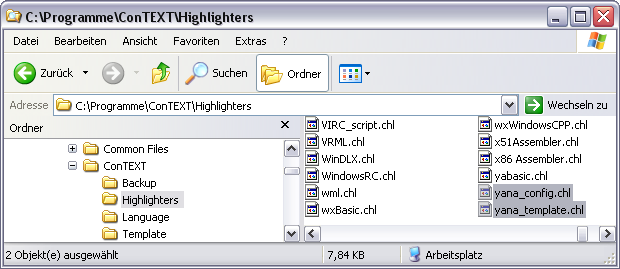 C:\Programme\ConTEXT\Highlighters
Datei Bearbeiten Ansicht Favoriten Extras ?
Zurück Suchen Ordner
Adresse C:\Programme\ConTEXT\Highlighters Wechseln zu
Ordner
Common Files
ConTEXT
Backup
Highlighters
Language
Template
VIRC_script.chl
VRML.chl
WinDLX.chl
WindowsRC.chl
wml.chl
wxBasic.chl
wxWindowsCPP.chl
x51Assembler.chl
x86 Assembler.chl
yabasic.chl
yana_config.chl
yana_template.chl
2 Objekt(e) ausgewählt 7,84 KB Arbeitsplatz